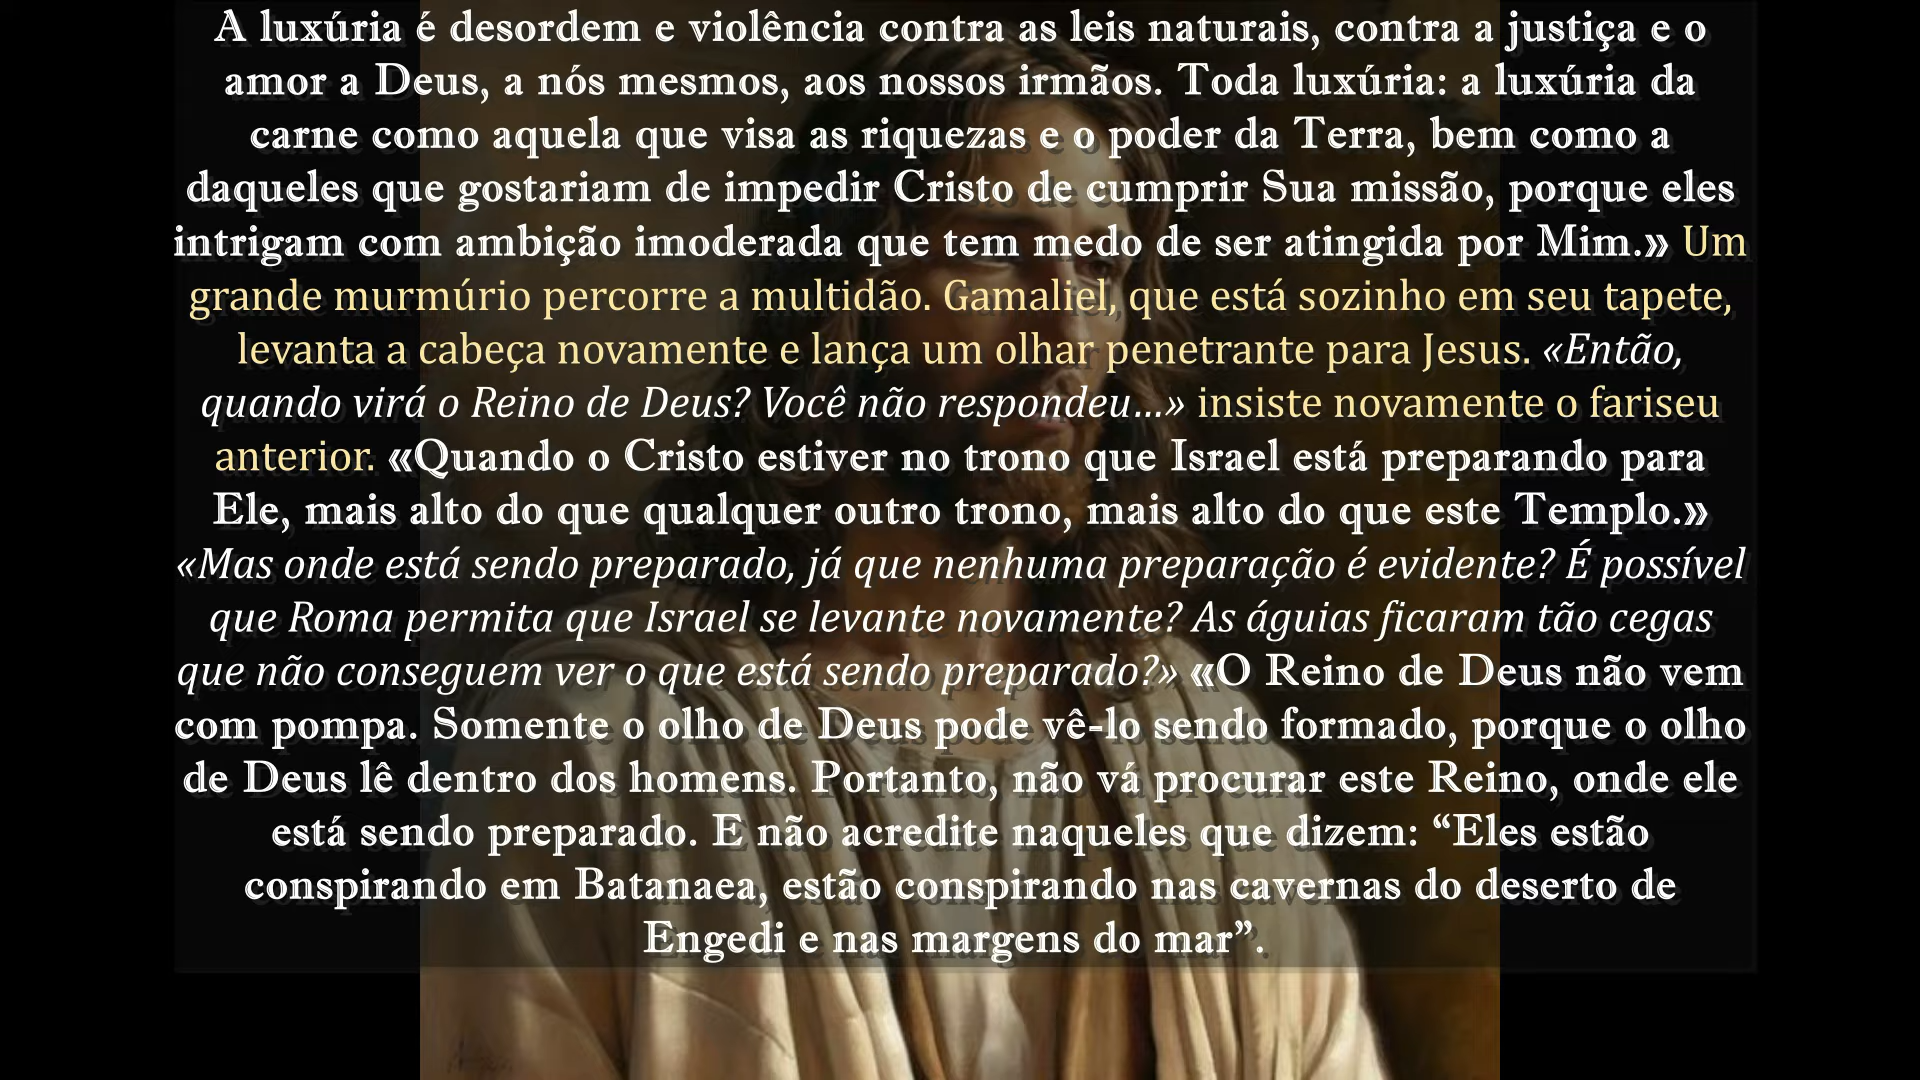 A luxúria é desordem e violência contra as leis naturais, contra a justiça e o
amor a Deus, a nós mesmos, aos nossos irmãos. Toda luxúria: a luxúria da
carne como aquela que visa as riquezas e o poder da Terra, bem como a
daqueles que gostariam de impedir Cristo de cumprir Sua missão, porque eles
intrigam com ambição imoderada que tem medo de ser atingida por Mim.» Um
grande murmúrio percorre a multidão. Gamaliel, que está sozinho em seu tapete,
levanta a cabeça novamente e lança um olhar penetrante para Jesus. «Então,
quando virá o Reino de Deus? Você não respondeu...» insiste novamente o fariseu
anterior. «Quando o Cristo estiver no trono que Israel está preparando para
Ele, mais alto do que qualquer outro trono, mais alto do que este Templo.»
«Mas onde está sendo preparado, já que nenhuma preparação é evidente? É possível
que Roma permita que Israel se levante novamente? As águias ficaram tão cegas
que não conseguem ver o que está sendo preparado?» «O Reino de Deus não vem
com pompa. Somente o olho de Deus pode vê-lo sendo formado, porque o olho
de Deus lê dentro dos homens. Portanto, não vá procurar este Reino, onde ele
está sendo preparado. E não acredite naqueles que dizem: “Eles estão
conspirando em Batanaea, estão conspirando nas cavernas do deserto de
Engedi e nas margens do mar”.